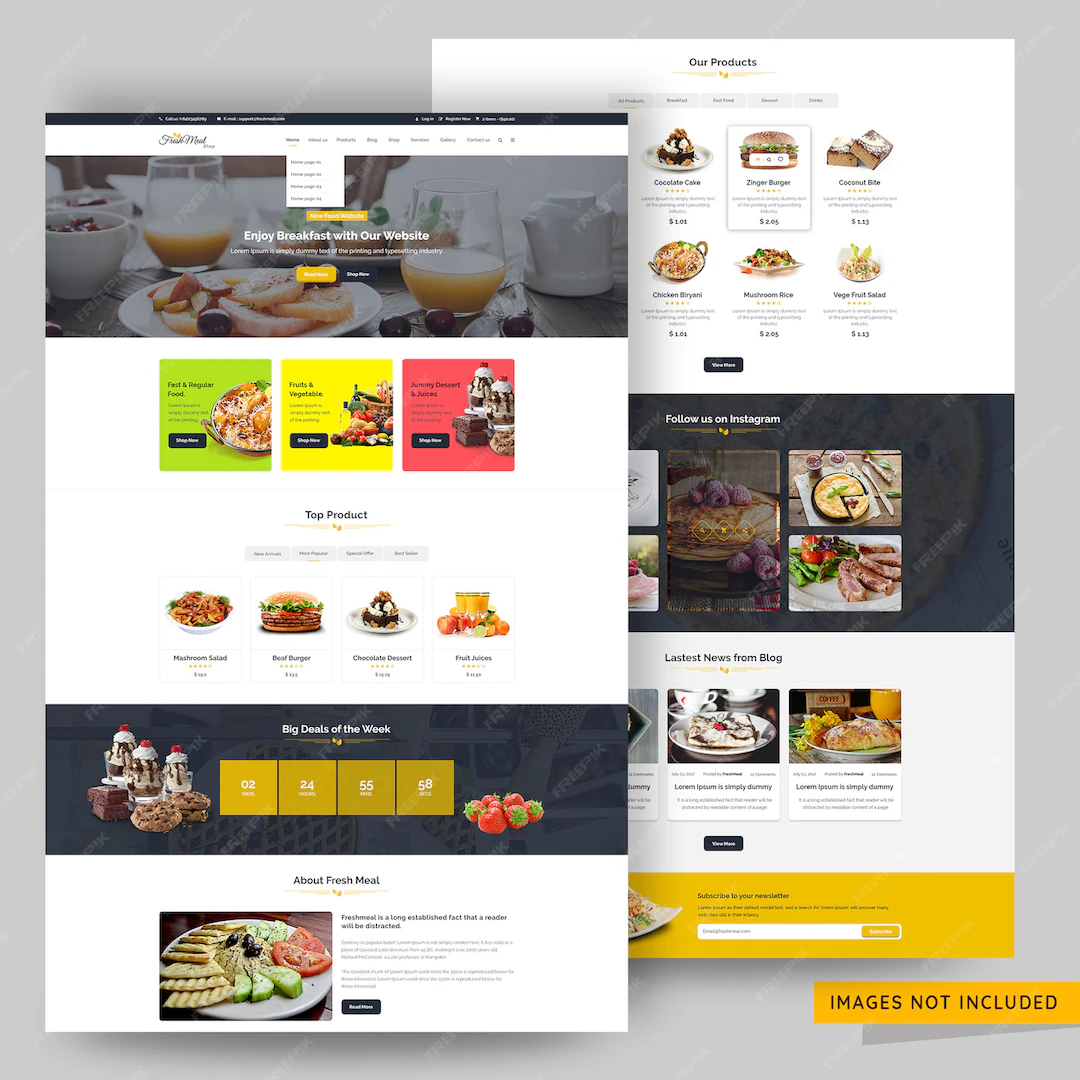 Call us: (+84)1234567789 E-mail : support@freshmeal.com Log in Register Now 2 items - ($50.00)
FreshMeal
Shop
Home About us Products Blog Shop Services Gallery Contact us
Home page-01
Home page-02
Home page-03
Home page-04
New Food Website
Enjoy Breakfast with Our Website
Lorem Ipsum is simply dummy text of the printing and typesetting industry.
Read More Shop Now
Fast & Regular
Food.
Lorem Ipsum is
simply dummy text
of the printing
Shop Now
Fruits &
Vegetable.
Lorem Ipsum is
simply dummy text
of the printing
Shop Now
Jummy Dessert
& Juices
Lorem Ipsum is
simply dummy text
of the printing
Shop Now
Top Product
New Arrivals Most Popular Special Offer Best Seller
Mashroom Salad
$ 19.2
Beaf Burger
$ 13.5
Chocolate Dessert
$ 15.25
Fruit Juices
$ 11.50
Big Deals of the Week
02 24 55 58
DAYS HOURS MINS SECS
About Fresh Meal
Freshmeal is a long established fact that a reader
will be distracted.
Contrary to popular belief, Lorem Ipsum is not simply random text. It has roots in a
piece of classical Latin literature from 45 BC, making it over 2000 years old.
Richard McClintock, a Latin professor at Hampden
The standard chunk of Lorem Ipsum used since the 1500s is reproduced below for
those interested. Lorem Ipsum used since the 1500s is reproduced below for
those interested.
Read More
Our Products
All Products Breakfast Fast Food Dessert Drinks
Cocolate Cake
Lorem Ipsum is simply dummy text
of the printing and typesetting
industry
$ 1.01
Zinger Burger
Lorem Ipsum is simply dummy text
of the printing and typesetting
industry
$ 2.05
Coconut Bite
Lorem Ipsum is simply dummy text
of the printing and typesetting
industry
$ 1.13
Chicken Biryani
Lorem Ipsum is simply dummy text
of the printing and typesetting
industry
$ 1.01
Mushroom Rice
Lorem Ipsum is simply dummy text
of the printing and typesetting
industry
$ 2.05
Vege Fruit Salad
Lorem Ipsum is simply dummy text
of the printing and typesetting
industry
$ 1.13
View More
Follow us on Instagram
Lastest News from Blog
12 Comments
dummy
reader will be
content
July 03, 2017 Posted by FreshMeal 12 Comments
Lorem Ipsum is simply dummy
It is a long established fact that reader will be
distracted by readable content of page
COFFEE
July 03, 2017 Posted by FreshMeal 12 Comments
Lorem Ipsum is simply dummy
It is a long established fact that reader will be
distracted by readable content of page
View More
Subscribe to your newsletter
Lorem Ipsum as their default model text, and a search for 'lorem ipsum' will uncover many
web sites still in their infancy.
Email@freshmeal.com Subscribe
IMAGES NOT INCLUDED
FREEPIK